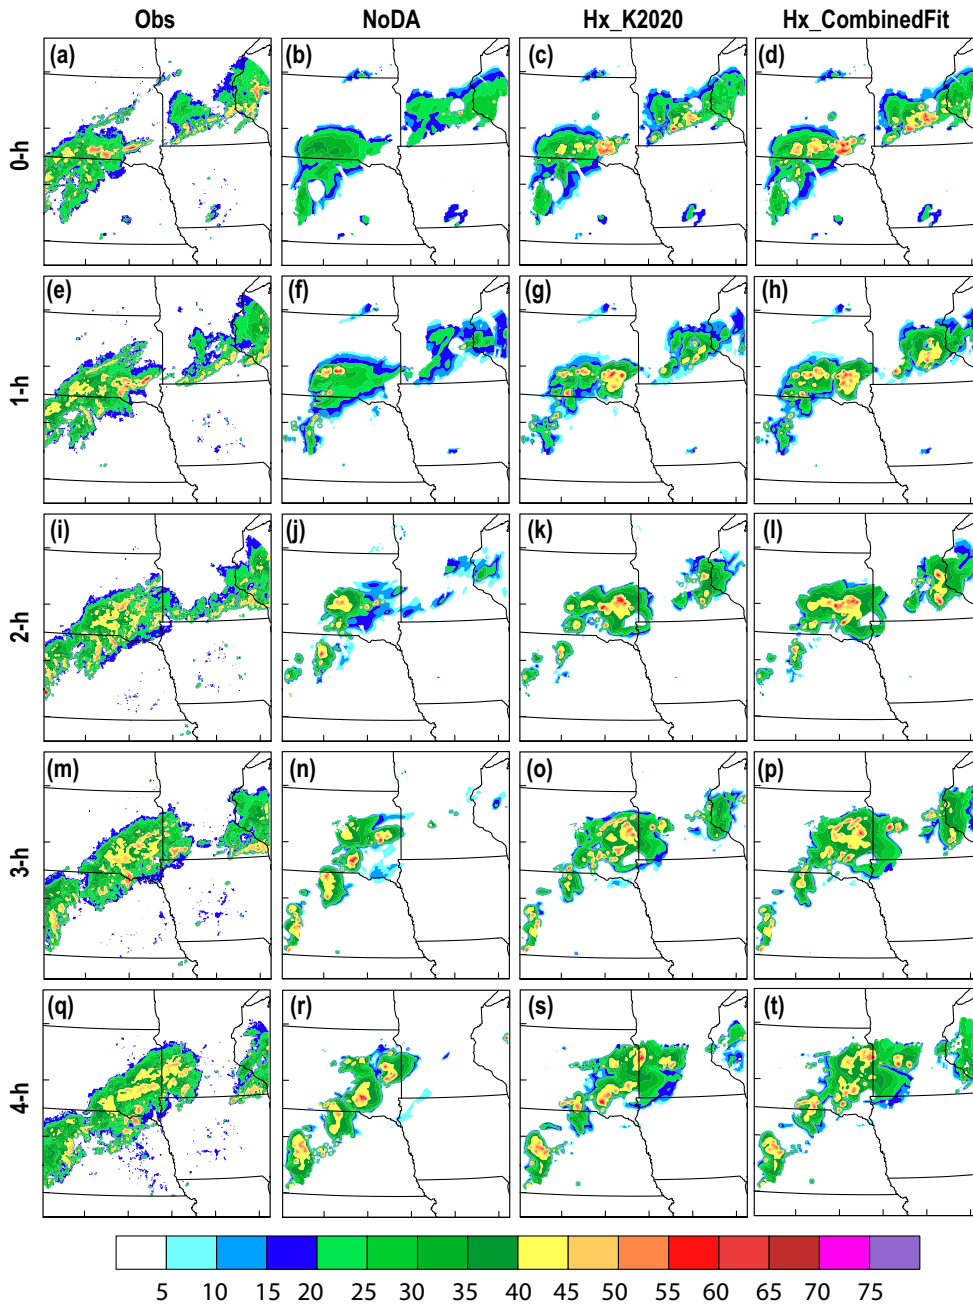 Obs NoDA Hx_K2020 Hx_CombinedFit
0-h
(a) (b) (c) (d)
1-h
(e) (f) (g) (h)
2-h
(i) (j) (k) (l)
3-h
(m) (n) (o) (p)
4-h
(q) (r) (s) (t)
5 10 15 20 25 30 35 40 45 50 55 60 65 70 75